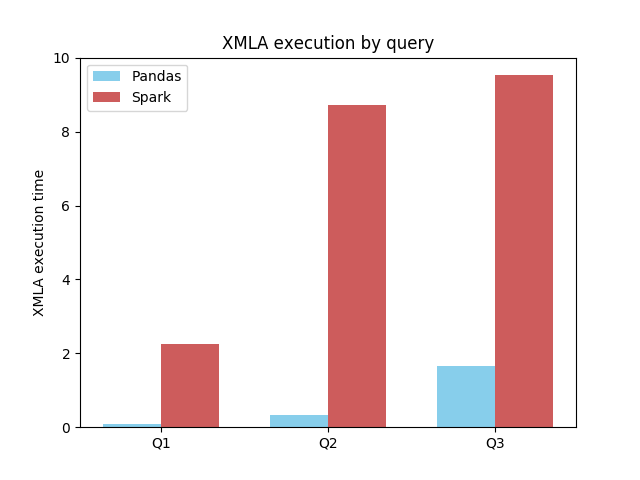 XMLA execution by query
Pandas
Spark
XMLA execution time
10
8
6
4
2
0
Q1 Q2 Q3